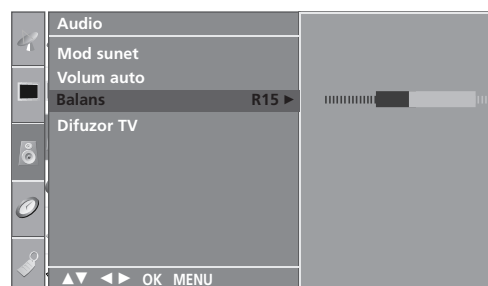 Audio
Mod sunet
Volum auto
Balans R15 ►
Difuzor TV
▲▼ ◄► OK MENU